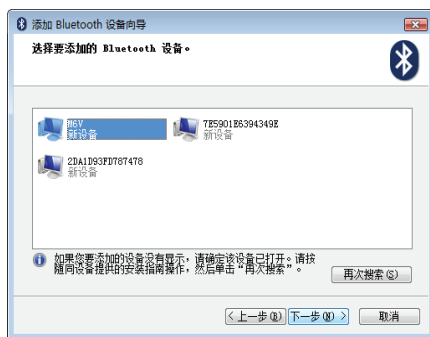 添加 Bluetooth 设备向导
选择要添加的 Bluetooth 设备。
M6V
新设备
7E5901E6394349E
新设备
2DA1D93FD787478
新设备
如果您要添加的设备没有显示，请确定该设备已打开。请按
随同设备提供的安装指南操作，然后单击“再次搜索”。
再次搜索(S)
< 上一步(B)
下一步(N) >
取消